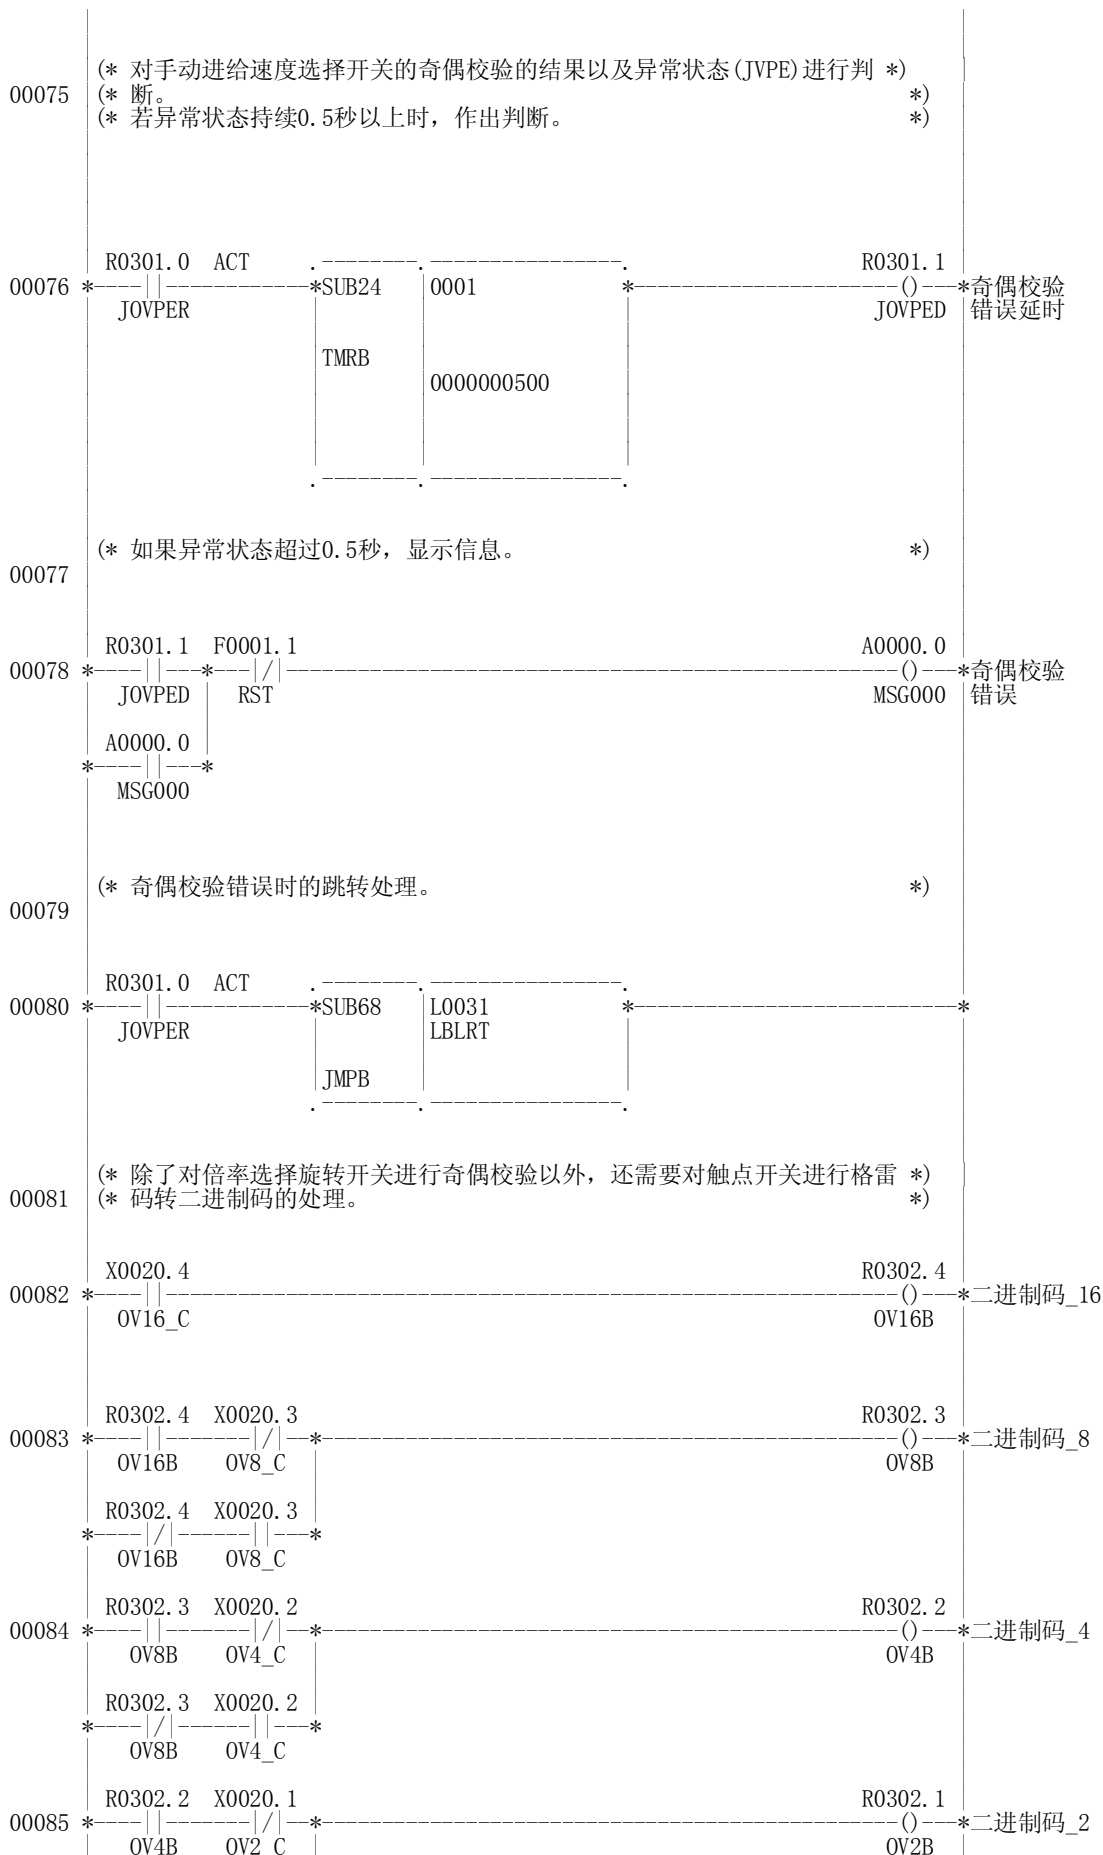 (* 对手动进给速度选择开关的奇偶校验的结果以及异常状态(JVPE)进行判 *)
00075 (* 断。 *)
(* 若异常状态持续0.5秒以上时，作出判断。 *)
R0301.0 ACT R0301.1
00076 SUB24 0001 奇偶校验
JOVPER JOVPED 错误延时
TMRB
0000000500
(* 如果异常状态超过0.5秒，显示信息。 *)
00077
R0301.1 F0001.1 A0000.0
00078 奇偶校验
JOVPED RST MSG000 错误
A0000.0
MSG000
(* 奇偶校验错误时的跳转处理。 *)
00079
R0301.0 ACT
00080 SUB68 L0031
JOVPER LBLRT
JMPB
(* 除了对倍率选择旋转开关进行奇偶校验以外，还需要对触点开关进行格雷 *)
00081 (* 码转二进制码的处理。 *)
X0020.4 R0302.4
00082 二进制码_16
OV16_C OV16B
R0302.4 X0020.3 R0302.3
00083 二进制码_8
OV16B OV8_C OV8B
R0302.4 X0020.3
OV16B OV8_C
R0302.3 X0020.2 R0302.2
00084 二进制码_4
OV8B OV4_C OV4B
R0302.3 X0020.2
OV8B OV4_C
R0302.2 X0020.1 R0302.1
00085 二进制码_2
OV4B OV2_C OV2B